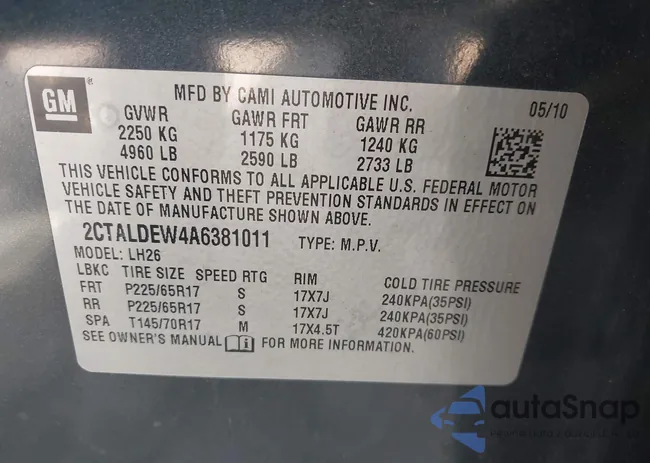 GM
MFD BY CAMI AUTOMOTIVE INC.
05/10
GVWR GAWR FRT GAWR RR
2250 KG 1175 KG 1240 KG
4960 LB 2590 LB 2733 LB
THIS VEHICLE CONFORMS TO ALL APPLICABLE U.S. FEDERAL MOTOR
VEHICLE SAFETY AND THEFT PREVENTION STANDARDS IN EFFECT ON
THE DATE OF MANUFACTURE SHOWN ABOVE.
2CTALDEW4A6381011 TYPE: M.P.V.
MODEL: LH26
LBKC TIRE SIZE SPEED RTG RIM COLD TIRE PRESSURE
FRT P225/65R17 S 17X7J 240KPA(35PSI)
RR P225/65R17 S 17X7J 240KPA(35PSI)
SPA T145/70R17 M 17X4.5T 420KPA(60PSI)
SEE OWNER'S MANUAL FOR MORE INFORMATION.
autaSnap